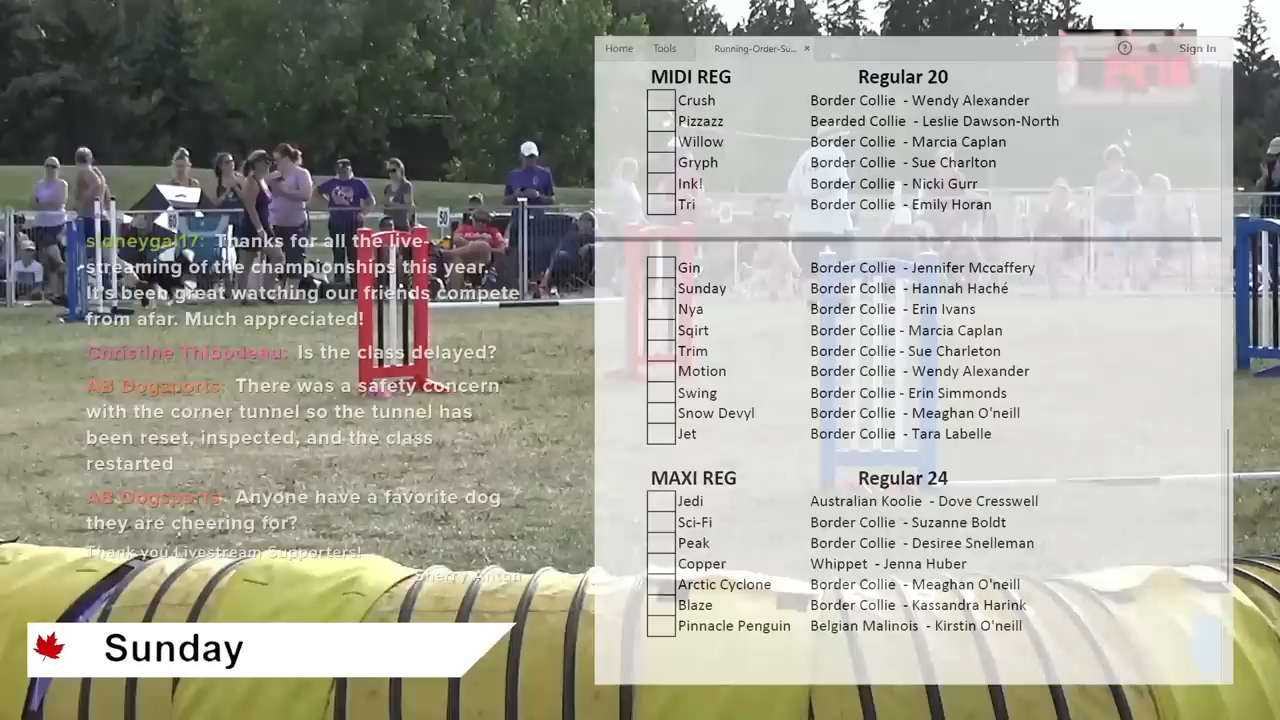 Home Tools Running-Order-Su... × ? Sign In
MIDI REG Regular 20
Crush Border Collie - Wendy Alexander
Pizzazz Bearded Collie - Leslie Dawson-North
Willow Border Collie - Marcia Caplan
Gryph Border Collie - Sue Charlton
Ink! Border Collie - Nicki Gurr
Tri Border Collie - Emily Horan
Gin Border Collie - Jennifer Mccaffery
Sunday Border Collie - Hannah Haché
Nya Border Collie - Erin Ivans
Sqirt Border Collie - Marcia Caplan
Trim Border Collie - Sue Charleton
Motion Border Collie - Wendy Alexander
Swing Border Collie - Erin Simmonds
Snow Devyl Border Collie - Meaghan O'neill
Jet Border Collie - Tara Labelle
MAXI REG Regular 24
Jedi Australian Koolie - Dove Cresswell
Sci-Fi Border Collie - Suzanne Boldt
Peak Border Collie - Desiree Snelleman
Copper Whippet - Jenna Huber
Arctic Cyclone Border Collie - Meaghan O'neill
Blaze Border Collie - Kassandra Harink
Pinnacle Penguin Belgian Malinois - Kirstin O'neill
50
sidneygal17: Thanks for all the live-
streaming of the championships this year.
It's been great watching our friends compete
from afar. Much appreciated!
Christine Thibodeau: Is the class delayed?
AB Dogsports: There was a safety concern
with the corner tunnel so the tunnel has
been reset, inspected, and the class
restarted
AB Dogsports: Anyone have a favorite dog
they are cheering for?
Thank you Livestream Supporters!
Sherry Anton
Sunday